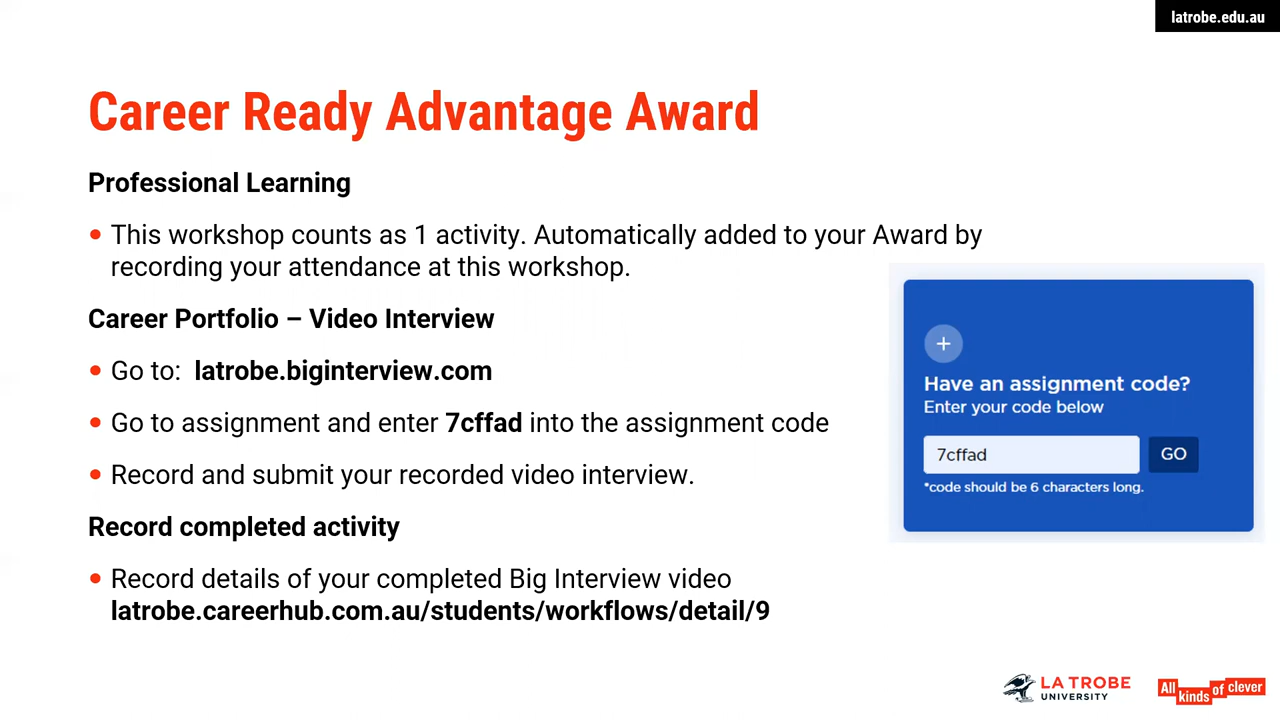 latrobe.edu.au
Career Ready Advantage Award
Professional Learning
• This workshop counts as 1 activity. Automatically added to your Award by
recording your attendance at this workshop.
Career Portfolio – Video Interview
• Go to: latrobe.biginterview.com
• Go to assignment and enter 7cffad into the assignment code
• Record and submit your recorded video interview.
Record completed activity
• Record details of your completed Big Interview video
latrobe.careerhub.com.au/students/workflows/detail/9
+
Have an assignment code?
Enter your code below
7cffad GO
*code should be 6 characters long.
LA TROBE
UNIVERSITY
All kinds of clever